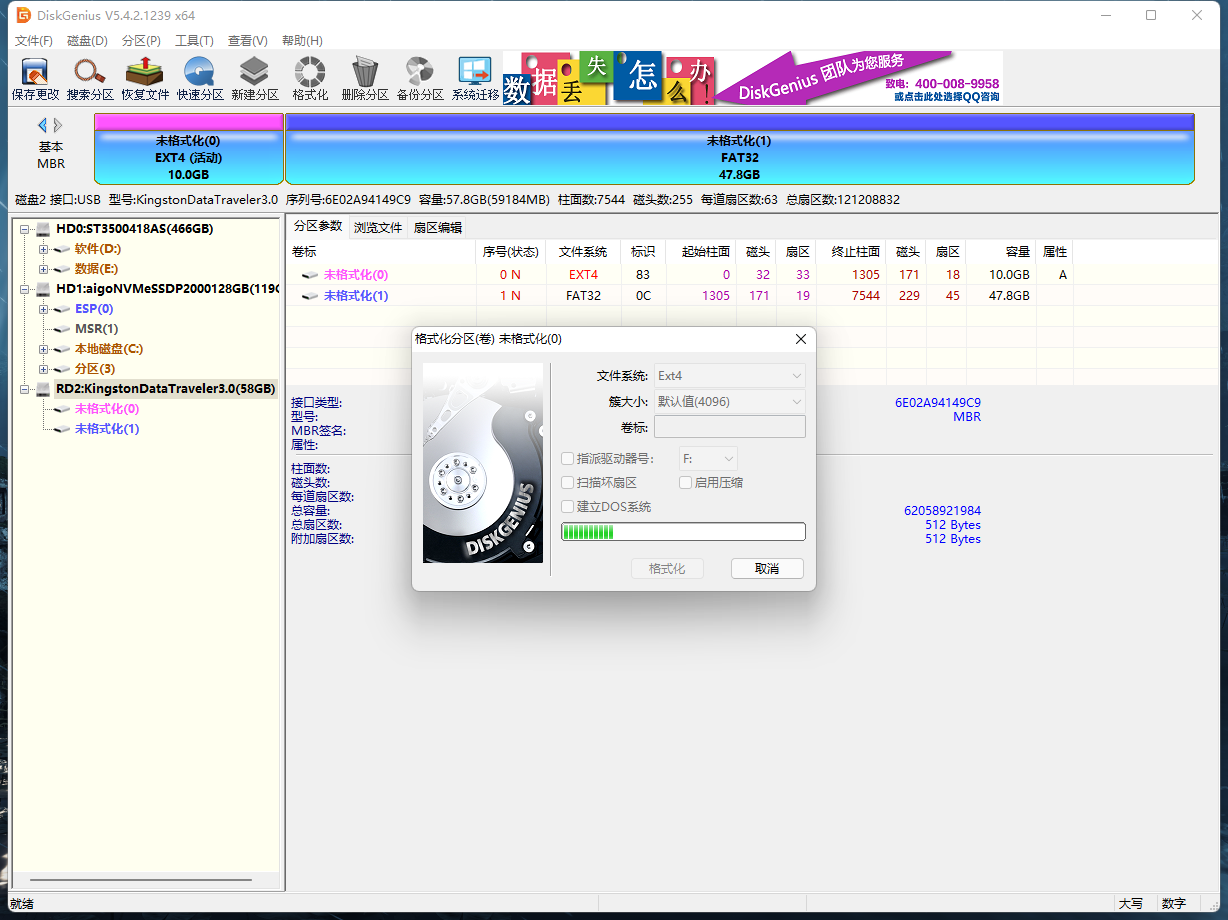 DiskGenius V5.4.2.1239 x64
文件(F) 磁盘(D) 分区(P) 工具(T) 查看(V) 帮助(H)
保存更改 搜索分区 恢复文件 快速分区 新建分区 格式化 删除分区 备份分区 系统迁移
数据丢失怎么办!
DiskGenius 团队为您服务
致电: 400-008-9958
或点击此处选择QQ咨询
基本
MBR
未格式化(0)
EXT4 (活动)
10.0GB
未格式化(1)
FAT32
47.8GB
磁盘2 接口:USB 型号:KingstonDataTraveler3.0 序列号:6E02A94149C9 容量:57.8GB(59184MB) 柱面数:7544 磁头数:255 每道扇区数:63 总扇区数:121208832
HD0:ST3500418AS(466GB)
软件(D:)
数据(E:)
HD1:aigoNVMeSSDP2000128GB(119G
ESP(0)
MSR(1)
本地磁盘(C:)
分区(3)
RD2:KingstonDataTraveler3.0(58GB)
未格式化(0)
未格式化(1)
分区参数 浏览文件 扇区编辑
卷标 序号(状态) 文件系统 标识 起始柱面 磁头 扇区 终止柱面 磁头 扇区 容量 属性
未格式化(0) 0 N EXT4 83 0 32 33 1305 171 18 10.0GB A
未格式化(1) 1 N FAT32 0C 1305 171 19 7544 229 45 47.8GB
接口类型:
型号: 6E02A94149C9
MBR签名: MBR
属性:
柱面数:
磁头数:
每道扇区数:
总容量: 62058921984
总扇区数: 512 Bytes
附加扇区数: 512 Bytes
格式化分区(卷) 未格式化(0)
DISKGENIUS
文件系统: Ext4
簇大小: 默认值(4096)
卷标:
指派驱动器号: F:
扫描坏扇区 启用压缩
建立DOS系统
格式化 取消
就绪 大写 数字